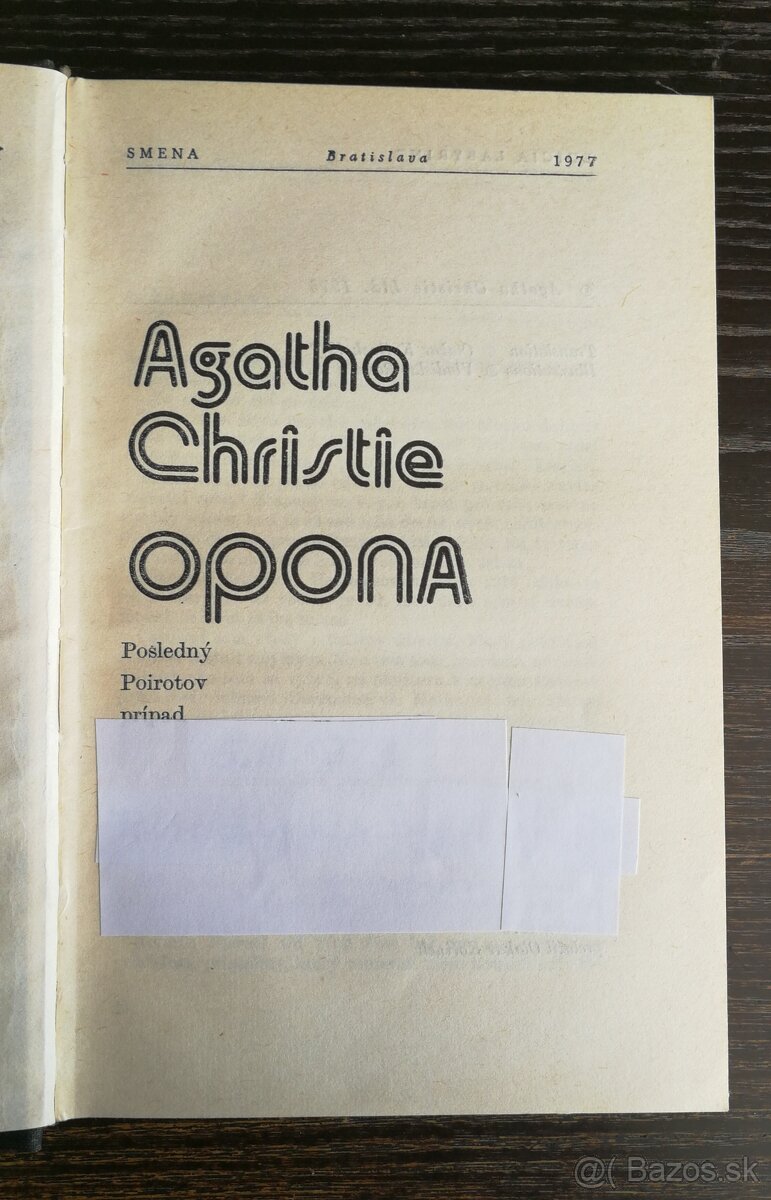 SMENA Bratislava 1977
Agatha
Christie
opona
Posledný
Poirotov
prípad
@( Bazos.sk